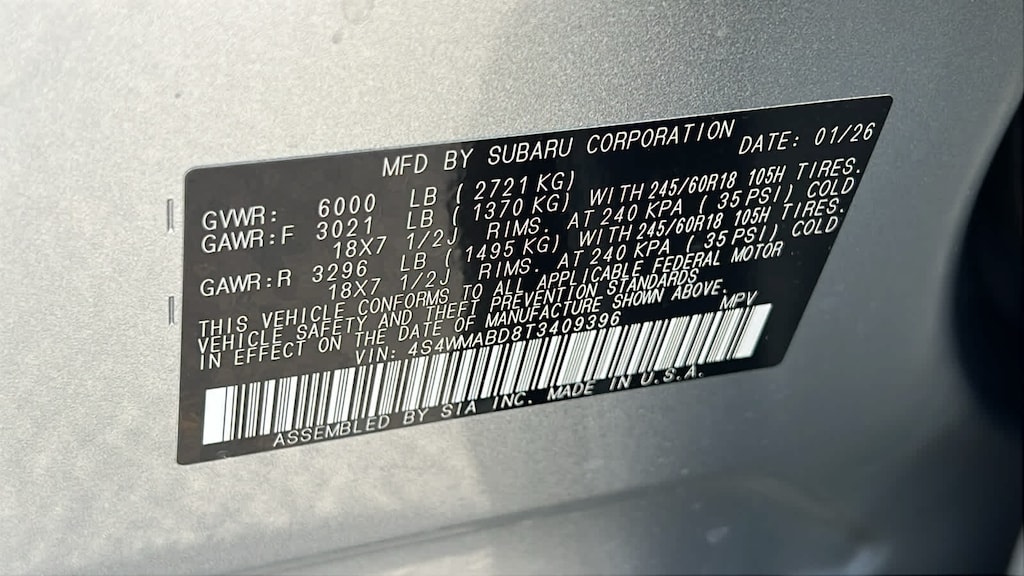 MFD BY SUBARU CORPORATION DATE: 01/26
GVWR: 6000 LB ( 2721 KG)
GAWR:F 3021 LB ( 1370 KG) WITH 245/60R18 105H TIRES.
18X7 1/2J RIMS. AT 240 KPA ( 35 PSI) COLD
GAWR:R 3296 LB ( 1495 KG) WITH 245/60R18 105H TIRES.
18X7 1/2J RIMS. AT 240 KPA ( 35 PSI) COLD
THIS VEHICLE CONFORMS TO ALL APPLICABLE FEDERAL MOTOR
VEHICLE SAFETY AND THEFT PREVENTION STANDARDS
IN EFFECT ON THE DATE OF MANUFACTURE SHOWN ABOVE.
VIN: 4S4WMABD8T3409396 MPV
ASSEMBLED BY SIA INC. MADE IN U.S.A.